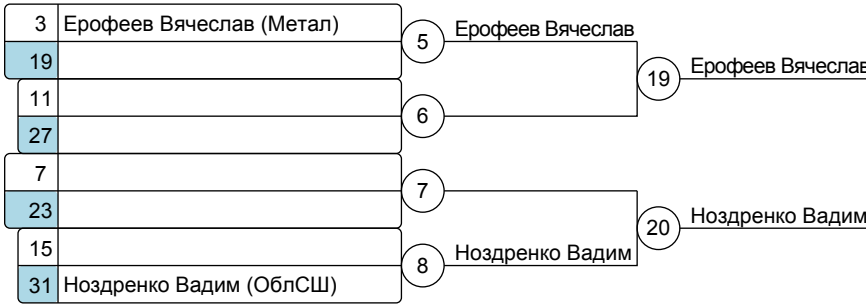 3 Ерофеев Вячеслав (Метал)
5 Ерофеев Вячеслав
19
19 Ерофеев Вячеслав
11
6
27
7
7
23
20 Ноздренко Вадим
15
8 Ноздренко Вадим
31 Ноздренко Вадим (ОблСШ)